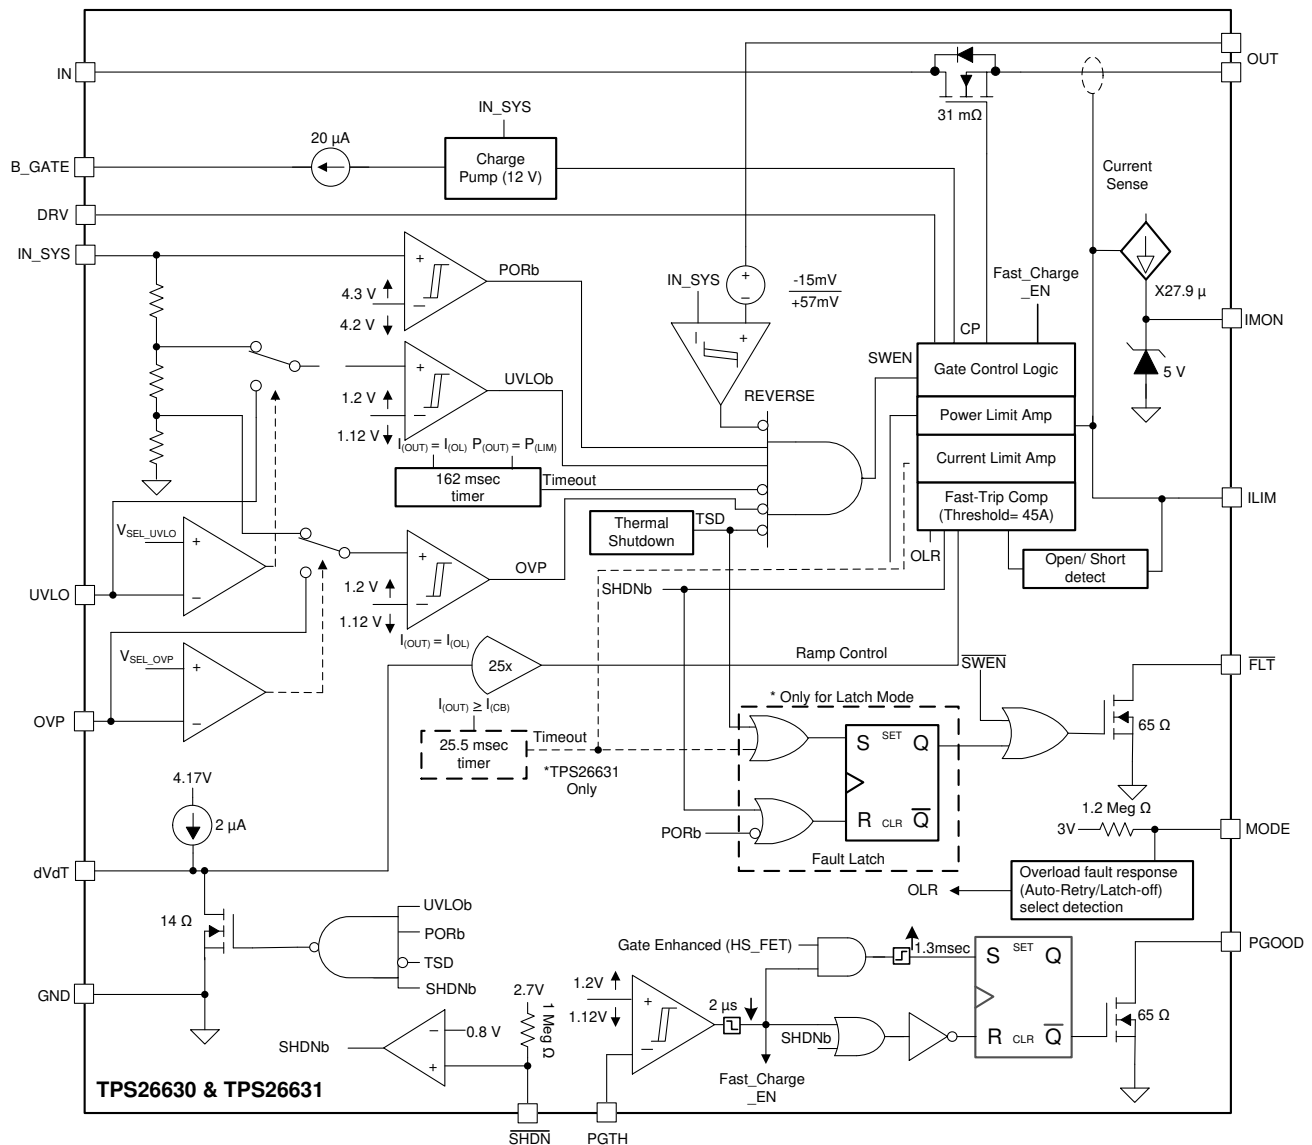 OUT
IN
31 mΩ
IN_SYS
20 µA
B_GATE
Charge
Pump (12 V)
Current
Sense
DRV
IN_SYS
PORb
4.3 V
4.2 V
IN_SYS
-15mV
+57mV
Fast_Charge
_EN
X27.9 µ
CP
IMON
SWEN
Gate Control Logic
5 V
UVLOb
1.2 V
1.12 V
REVERSE
Power Limit Amp
I(OUT) = I(OL)
P(OUT) = P(LIM)
162 msec
timer
Timeout
Current Limit Amp
Fast-Trip Comp
(Threshold= 45A)
ILIM
VSEL_UVLO
Thermal
Shutdown
TSD
OLR
Open/ Short
detect
OVP
1.2 V
1.12 V
SHDNb
UVLO
I(OUT) = I(OL)
VSEL_OVP
25x
Ramp Control
SWEN
FLT
* Only for Latch Mode
I(OUT) ≥ I(CB)
OVP
25.5 msec
timer
Timeout
*TPS26631
Only
S
SET
Q
65 Ω
4.17V
2 µA
1.2 Meg Ω
3V
MODE
PORb
R
CLR
Q
Fault Latch
dVdT
Overload fault response
(Auto-Retry/Latch-off)
select detection
OLR
14 Ω
UVLOb
PORb
TSD
SHDNb
Gate Enhanced (HS_FET)
1.3msec
S
SET
Q
PGOOD
GND
2.7V
1 Meg Ω
1.2V
1.12V
2 µs
65 Ω
0.8 V
SHDNb
SHDNb
R
CLR
Q
Fast_Charge
_EN
TPS26630 & TPS26631
SHDN
PGTH